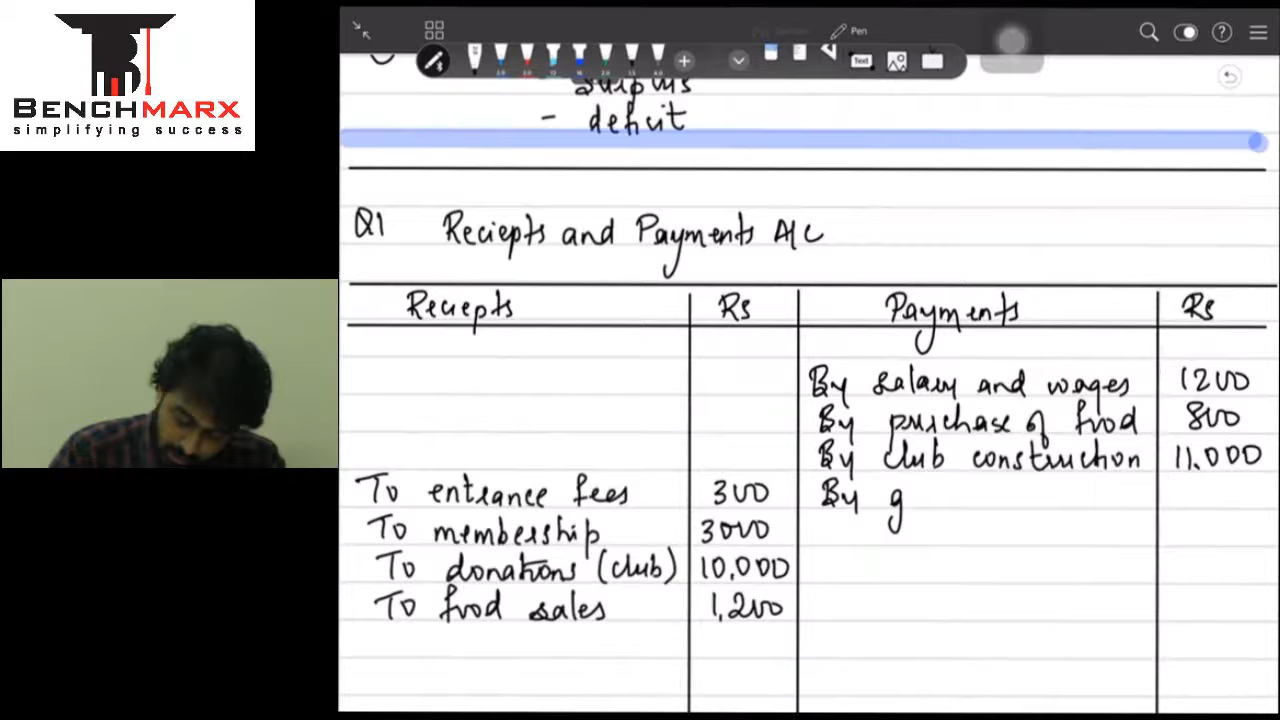 BENCHMARX
simplifying success
Pen
Text
surplus
- deficit
Q1 Reciepts and Payments A/C
Reciepts Rs Payments Rs
By salary and wages 1200
By purchase of food 800
By club construction 11,000
To entrance fees 300 By g
To membership 3000
To donations (club) 10,000
To food sales 1,200